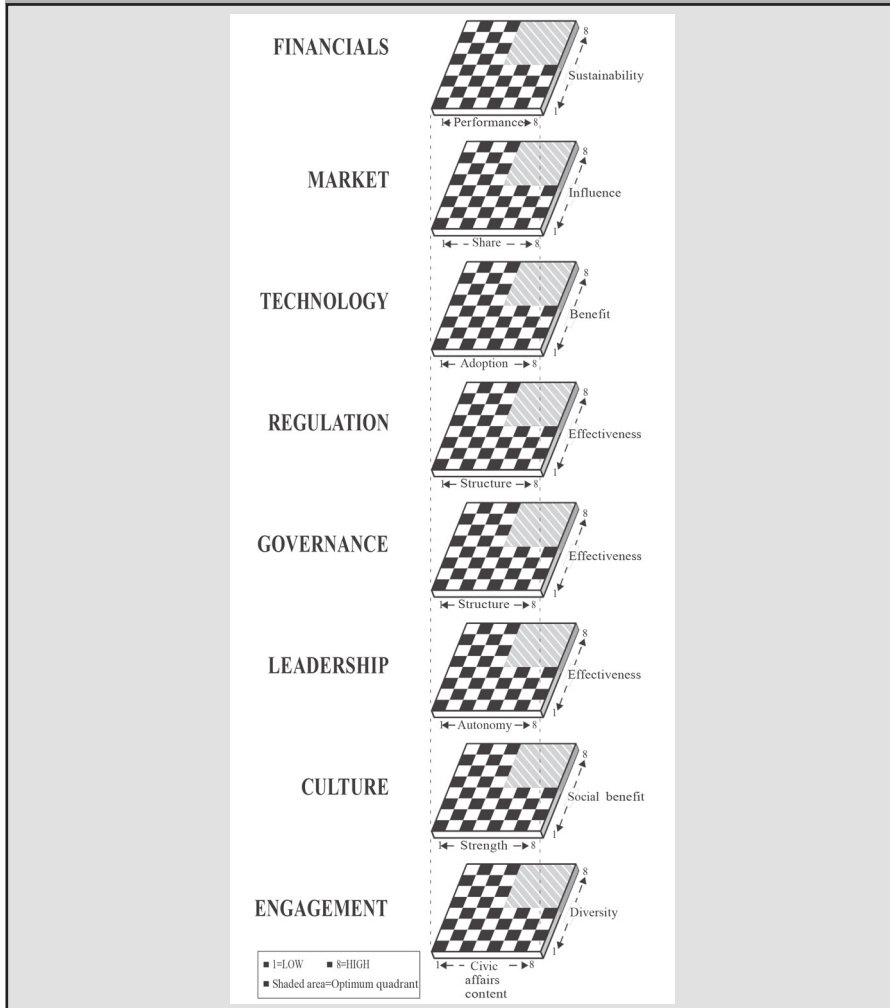 FINANCIALS
8
Sustainability
1
1 Performance 8
MARKET
8
Influence
1
1 Share 8
TECHNOLOGY
8
Benefit
1
1 Adoption 8
REGULATION
8
Effectiveness
1
1 Structure 8
GOVERNANCE
8
Effectiveness
1
1 Structure 8
LEADERSHIP
8
Effectiveness
1
1 Autonomy 8
CULTURE
8
Social benefit
1
1 Strength 8
ENGAGEMENT
8
Diversity
1
1 Civic 8
affairs
content
1=LOW 8=HIGH
Shaded area=Optimum quadrant